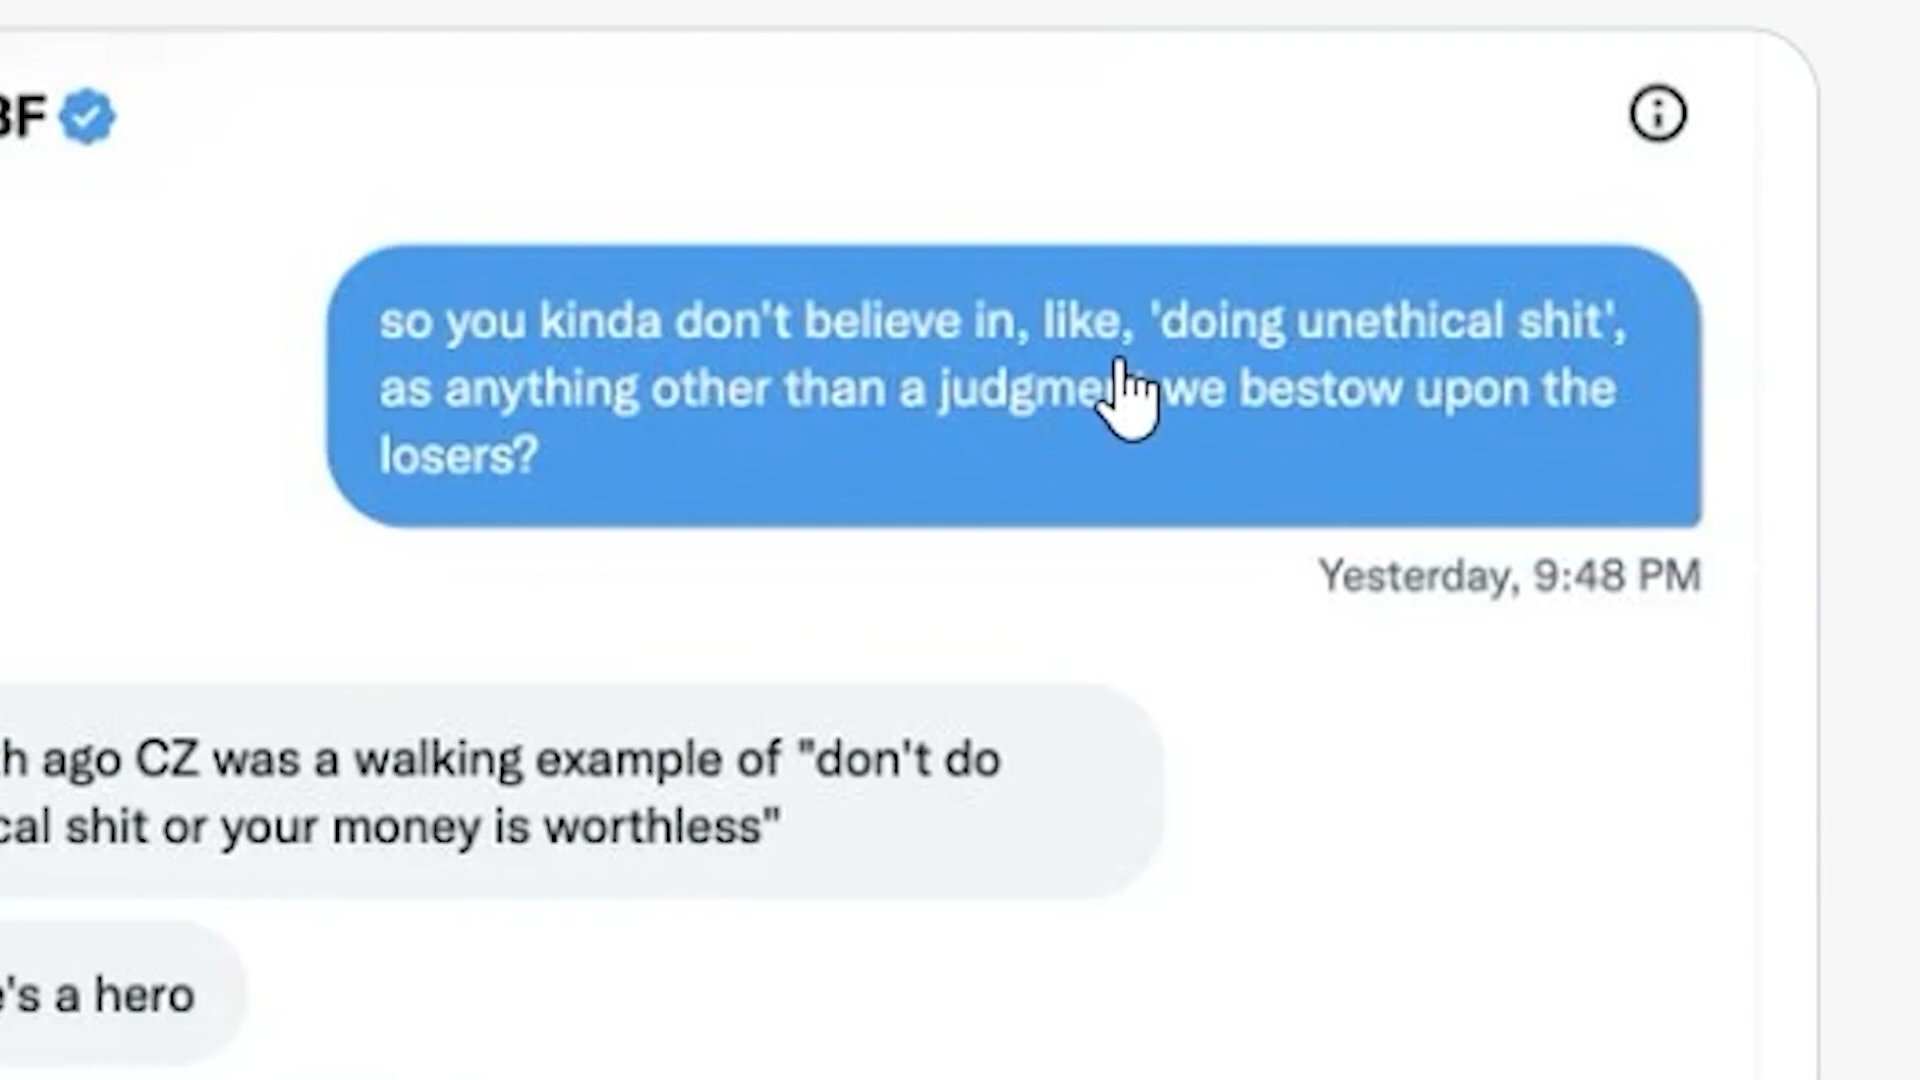 BF
so you kinda don't believe in, like, 'doing unethical shit',
as anything other than a we bestow upon the
losers?
Yesterday, 9:48 PM
h ago CZ was a walking example of "don't do
cal shit or your money is worthless"
e's a hero